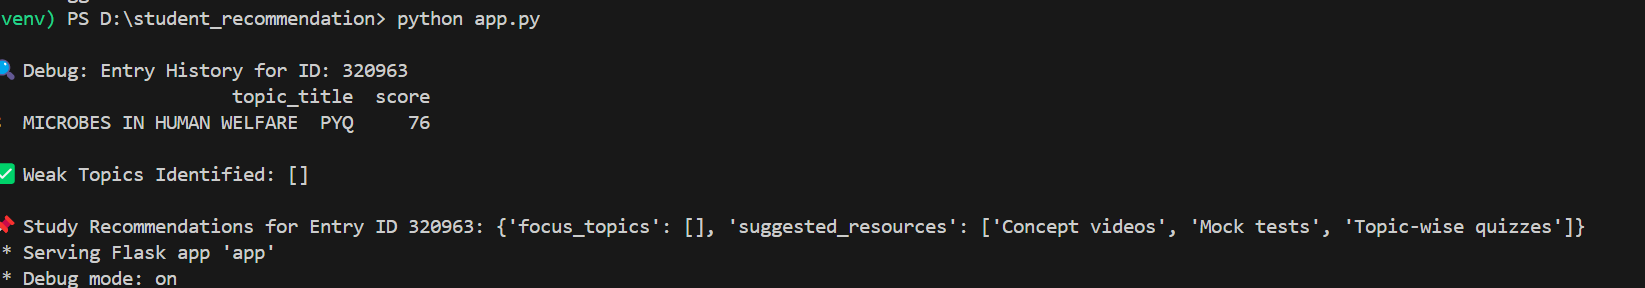 venv) PS D:\student_recommendation> python app.py
Debug: Entry History for ID: 320963
topic_title  score
MICROBES IN HUMAN WELFARE  PYQ     76
Weak Topics Identified: []
Study Recommendations for Entry ID 320963: {'focus_topics': [], 'suggested_resources': ['Concept videos', 'Mock tests', 'Topic-wise quizzes']}
* Serving Flask app 'app'
* Debug mode: on